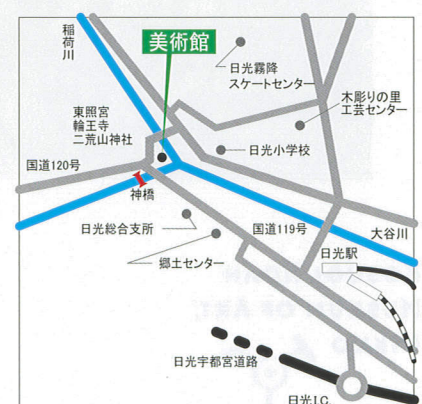 稲荷川
美術館
日光霧降
スケートセンター
木彫りの里
工芸センター
東照宮
輪王寺
二荒山神社
日光小学校
国道120号
神橋
日光総合支所
国道119号
大谷川
郷土センター
日光駅
日光宇都宮道路
日光I.C.